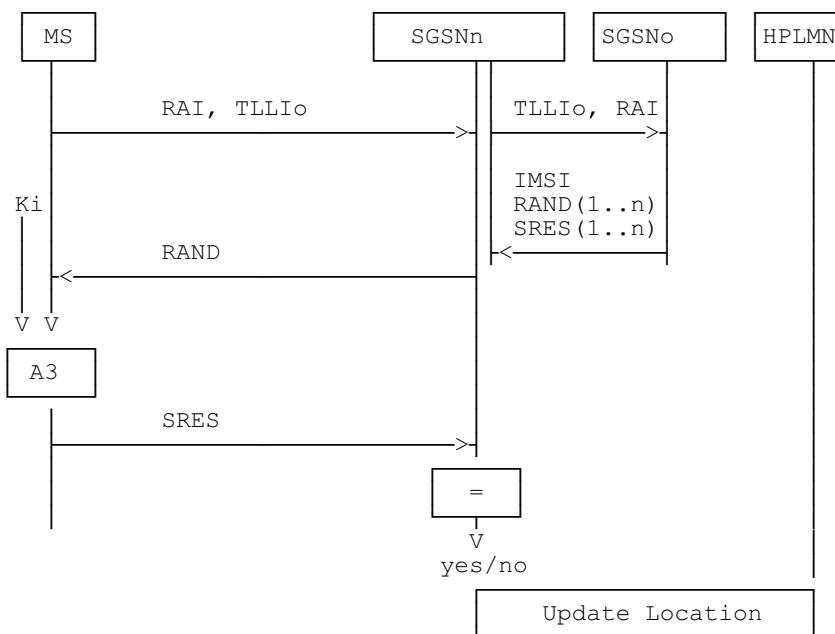 MS SGSNn SGSNo HPLMN
RAI, TLLIo TLLIo, RAI
IMSI
Ki RAND(1..n)
SRES(1..n)
RAND
V V
A3
SRES
=
V
yes/no
Update Location